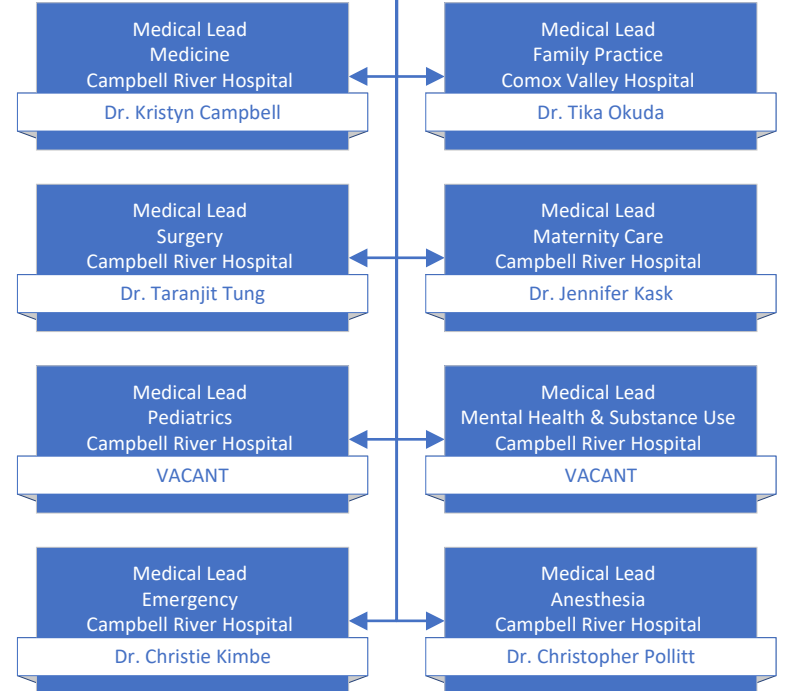 Medical Lead
Medicine
Campbell River Hospital
Dr. Kristyn Campbell
Medical Lead
Family Practice
Comox Valley Hospital
Dr. Tika Okuda
Medical Lead
Surgery
Campbell River Hospital
Dr. Taranjit Tung
Medical Lead
Maternity Care
Campbell River Hospital
Dr. Jennifer Kask
Medical Lead
Pediatrics
Campbell River Hospital
VACANT
Medical Lead
Mental Health & Substance Use
Campbell River Hospital
VACANT
Medical Lead
Emergency
Campbell River Hospital
Dr. Christie Kimbe
Medical Lead
Anesthesia
Campbell River Hospital
Dr. Christopher Pollitt